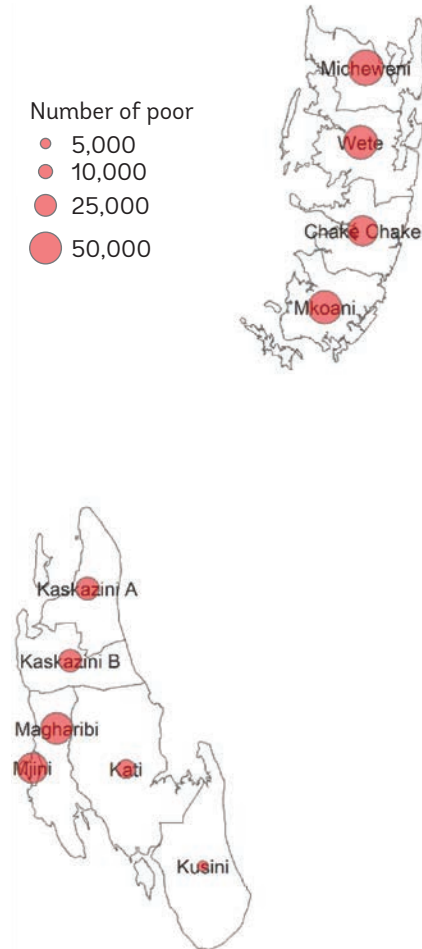 Micheweni
Number of poor
5,000
Wete
10,000
25,000
Chake Chake
50,000
Mkoani
Kaskazini A
Kaskazini B
Magharibi
Mjini
Kati
Kusini